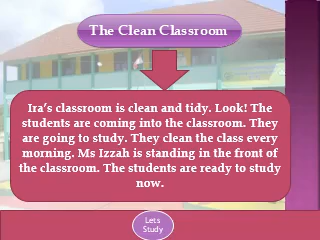 The Clean Classroom
Ira's classroom is clean and tidy. Look! The
students are coming into the classroom. They
are going to study. They clean the class every
morning. Ms Izzah is standing in the front of
the classroom. The students are ready to study
now.
Lets
Study